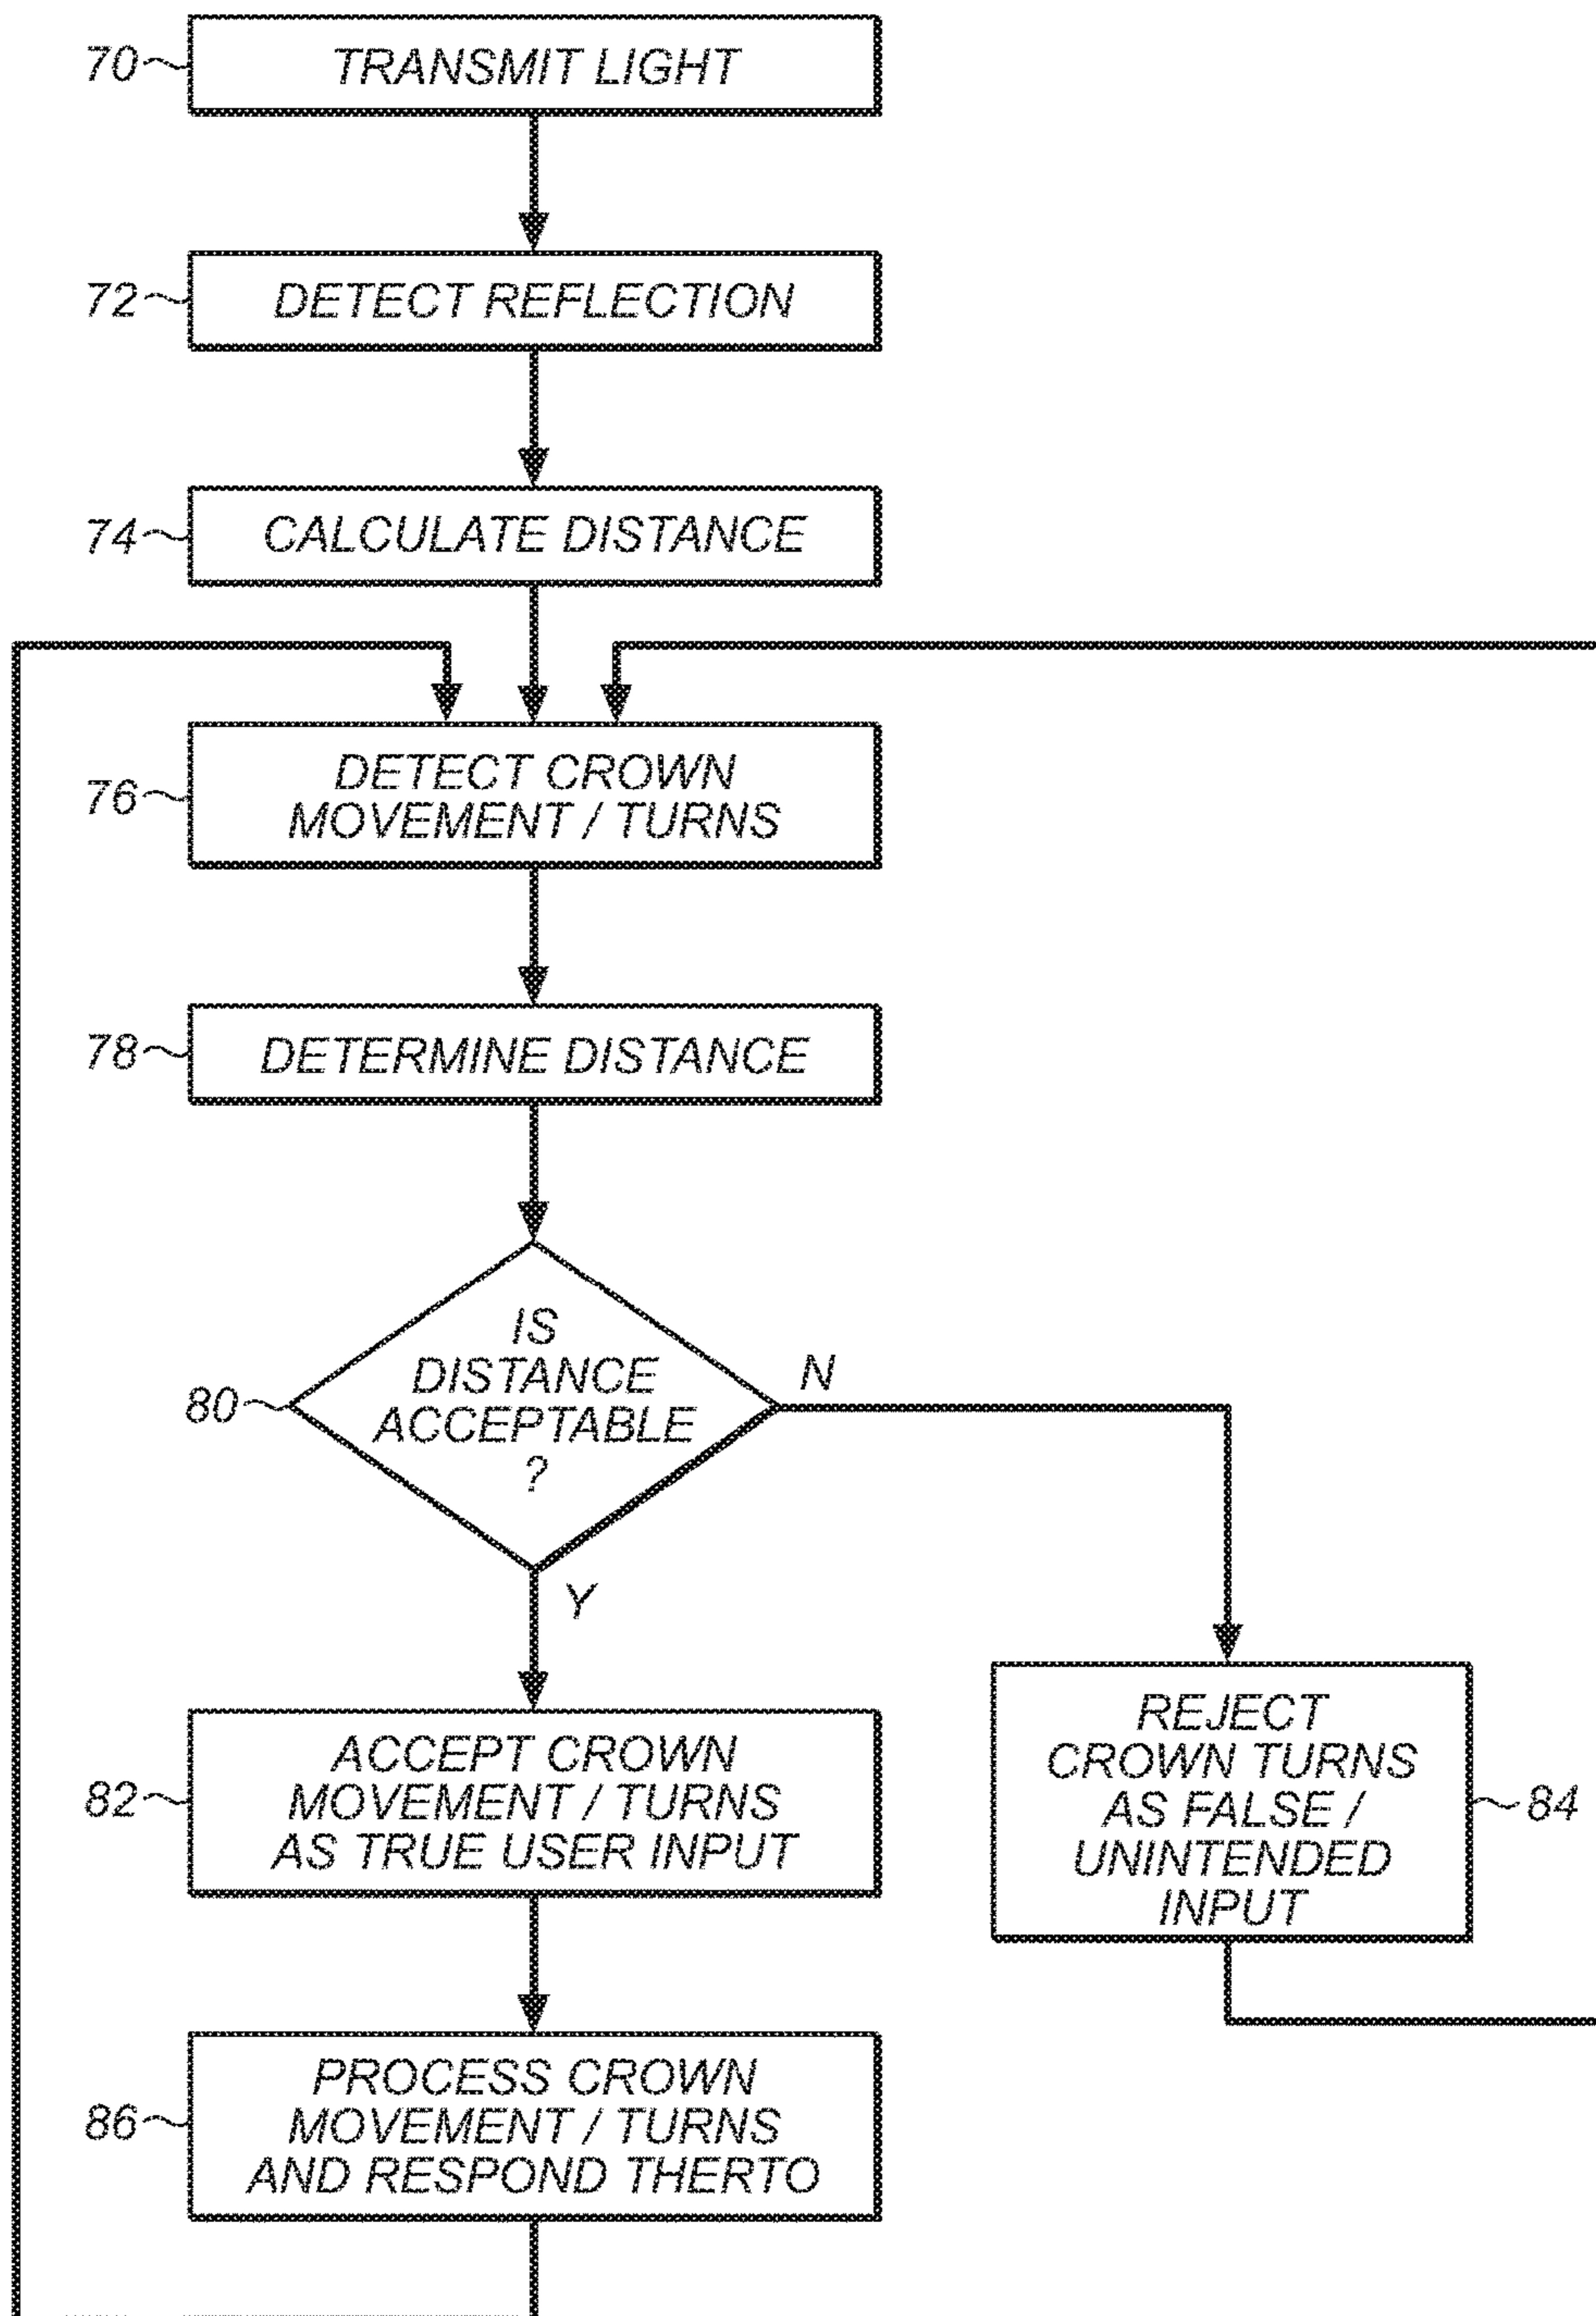 70
TRANSMIT LIGHT
72
DETECT REFLECTION
74
CALCULATE DISTANCE
76
DETECT CROWN
MOVEMENT / TURNS
78
DETERMINE DISTANCE
80
IS
DISTANCE
ACCEPTABLE
?
N
Y
82
ACCEPT CROWN
MOVEMENT / TURNS
AS TRUE USER INPUT
REJECT
CROWN TURNS
AS FALSE /
UNINTENDED
INPUT
84
86
PROCESS CROWN
MOVEMENT / TURNS
AND RESPOND THERTO